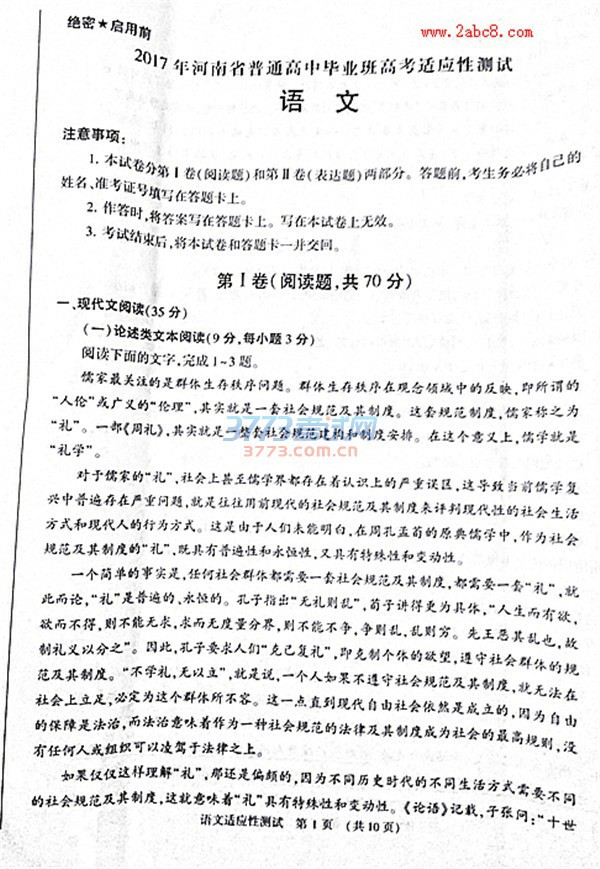 绝密★启用前
www.2abc8.com
2017年河南省普通高中毕业班高考适应性测试
语 文
注意事项:
1. 本试卷分第Ⅰ卷(阅读题)和第Ⅱ卷(表达题)两部分。答题前,考生务必将自己的
姓名、准考证号填写在答题卡上。
2. 作答时,将答案写在答题卡上。写在本试卷上无效。
3. 考试结束后,将本试卷和答题卡一并交回。
第Ⅰ卷(阅读题,共70分)
一、现代文阅读(35分)
(一)论述类文本阅读(9分,每小题3分)
阅读下面的文字,完成1~3题。
儒家最关注的是群体生存秩序问题。群体生存秩序在观念领域中的反映,即所谓的
“人伦”或广义的“伦理”,其实就是一套社会规范及其制度。这套规范制度,儒家称之为
“礼”。一部《周礼》,其实就是一整套社会规范建构和制度安排。在这个意义上,儒学就是
“礼学”。
3773考试网
3773.com.cn
对于儒家的“礼”,社会上甚至儒学界都存在着认识上的严重误区,这导致当前儒学复
兴中普遍存在严重问题,就是往往用前现代的社会规范及其制度来评判现代性的社会生活
方式和现代人的行为方式。这是由于人们未能明白,在周孔孟荀的原典儒学中,作为社会
规范及其制度的“礼”,既具有普遍性和永恒性,又具有特殊性和变动性。
一个简单的事实是,任何社会群体都需要一套社会规范及其制度,都需要一套“礼”,就
此而论,“礼”是普遍的、永恒的。孔子指出“无礼则乱”,荀子讲得更为具体,“人生而有欲,
欲而不得,则不能无求,求而无度量分界,则不能不争,争则乱,乱则穷。先王恶其乱也,故
制礼义以分之”。因此,孔子要求人们“克己复礼”,即克制个体的欲望,遵守社会群体的规
范及其制度。“不学礼,无以立”,就是说,一个人如果不遵守社会规范及其制度,就无法在
社会上立足,必定为这个群体所不容。这一点直到现代自由社会依然是成立的,因为自由
的保障是法治,而法治意味着作为一种社会规范的法律及其制度成为社会的最高规则,没
有任何人或组织可以凌驾于法律之上。
如果仅仅这样理解“礼”,那还是偏颇的,因为不同历史时代的不同生活方式需要不同
的社会规范及其制度,这就意味着“礼”具有特殊性和变动性。《论语》记载,子张问:“十世
语文适应性测试 第1页 (共10页)